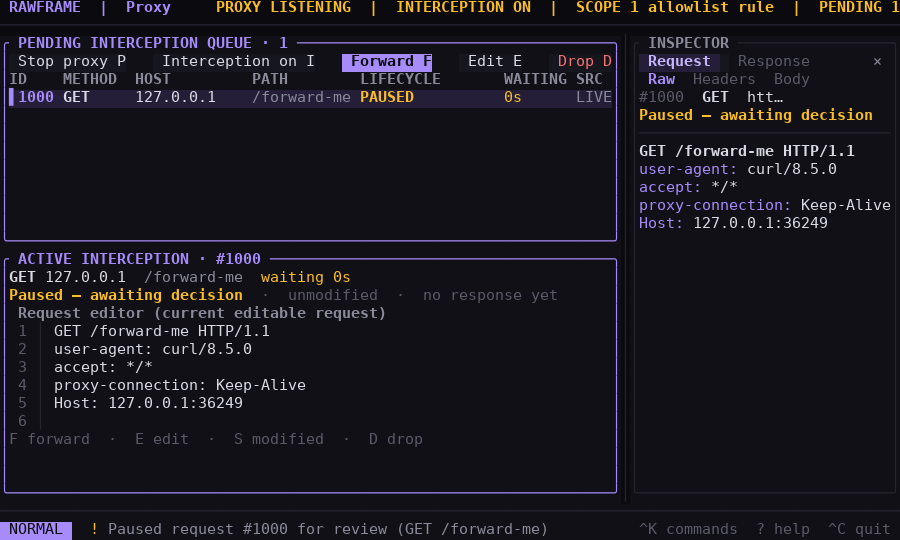 RAWFRAME | Proxy PROXY LISTENING | INTERCEPTION ON | SCOPE 1 allowlist rule | PENDING 1
PENDING INTERCEPTION QUEUE · 1
Stop proxy P Interception on I Forward F Edit E Drop D
ID METHOD HOST PATH LIFECYCLE WAITING SRC
1000 GET 127.0.0.1 /forward-me PAUSED 0s LIVE
ACTIVE INTERCEPTION · #1000
GET 127.0.0.1 /forward-me waiting 0s
Paused — awaiting decision · unmodified · no response yet
Request editor (current editable request)
1 GET /forward-me HTTP/1.1
2 user-agent: curl/8.5.0
3 accept: */*
4 proxy-connection: Keep-Alive
5 Host: 127.0.0.1:36249
6
F forward · E edit · S modified · D drop
INSPECTOR
Request Response ×
Raw Headers Body
#1000 GET htt…
Paused — awaiting decision
GET /forward-me HTTP/1.1
user-agent: curl/8.5.0
accept: */*
proxy-connection: Keep-Alive
Host: 127.0.0.1:36249
NORMAL ! Paused request #1000 for review (GET /forward-me) ^K commands ? help ^C quit